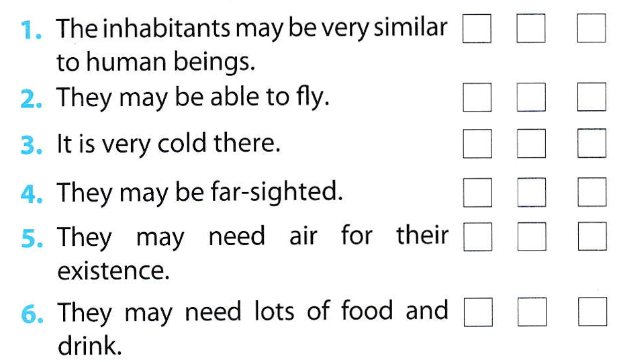 1. The inhabitants may be very similar
to human beings.
2. They may be able to fly.
3. It is very cold there.
4. They may be far-sighted.
5. They may need air for their
existence.
6. They may need lots of food and
drink.